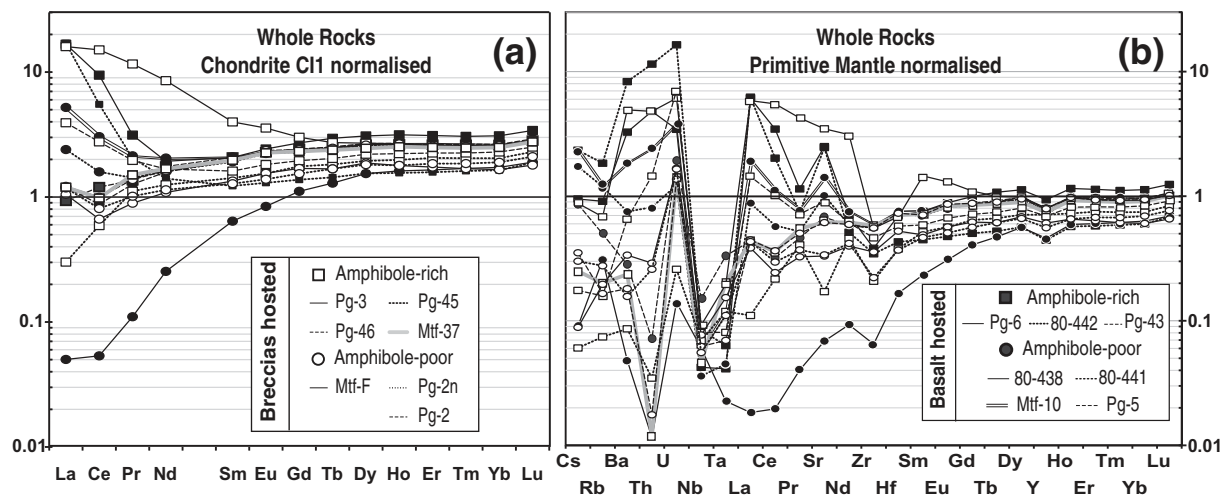 Whole Rocks
Chondrite CI1 normalised
(a)
10
1
0.1
0.01
Breccias hosted
Amphibole-rich
Pg-3 Pg-45
Pg-46 Mtf-37
Amphibole-poor
Mtf-F Pg-2n
Pg-2
La Ce Pr Nd Sm Eu Gd Tb Dy Ho Er Tm Yb Lu
Whole Rocks
Primitive Mantle normalised
(b)
10
1
0.1
0.01
Basalt hosted
Amphibole-rich
Pg-6 80-442 Pg-43
Amphibole-poor
80-438 80-441
Mtf-10 Pg-5
Cs Ba U Ta Ce Sr Zr Sm Gd Dy Ho Tm Lu
Rb Th Nb La Pr Nd Hf Eu Tb Y Er Yb